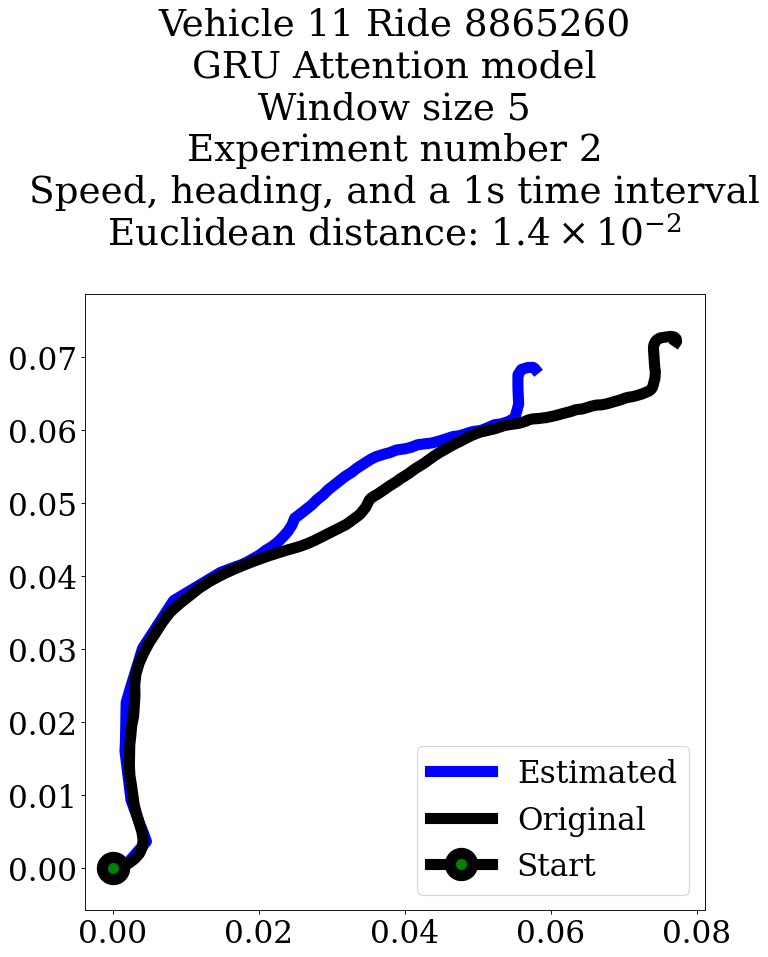 Vehicle 11 Ride 8865260
GRU Attention model
Window size 5
Experiment number 2
Speed, heading, and a 1s time interval
Euclidean distance: 1.4 × 10⁻²
0.07
0.06
0.05
0.04
0.03
0.02
0.01
0.00
Estimated
Original
Start
0.00 0.02 0.04 0.06 0.08